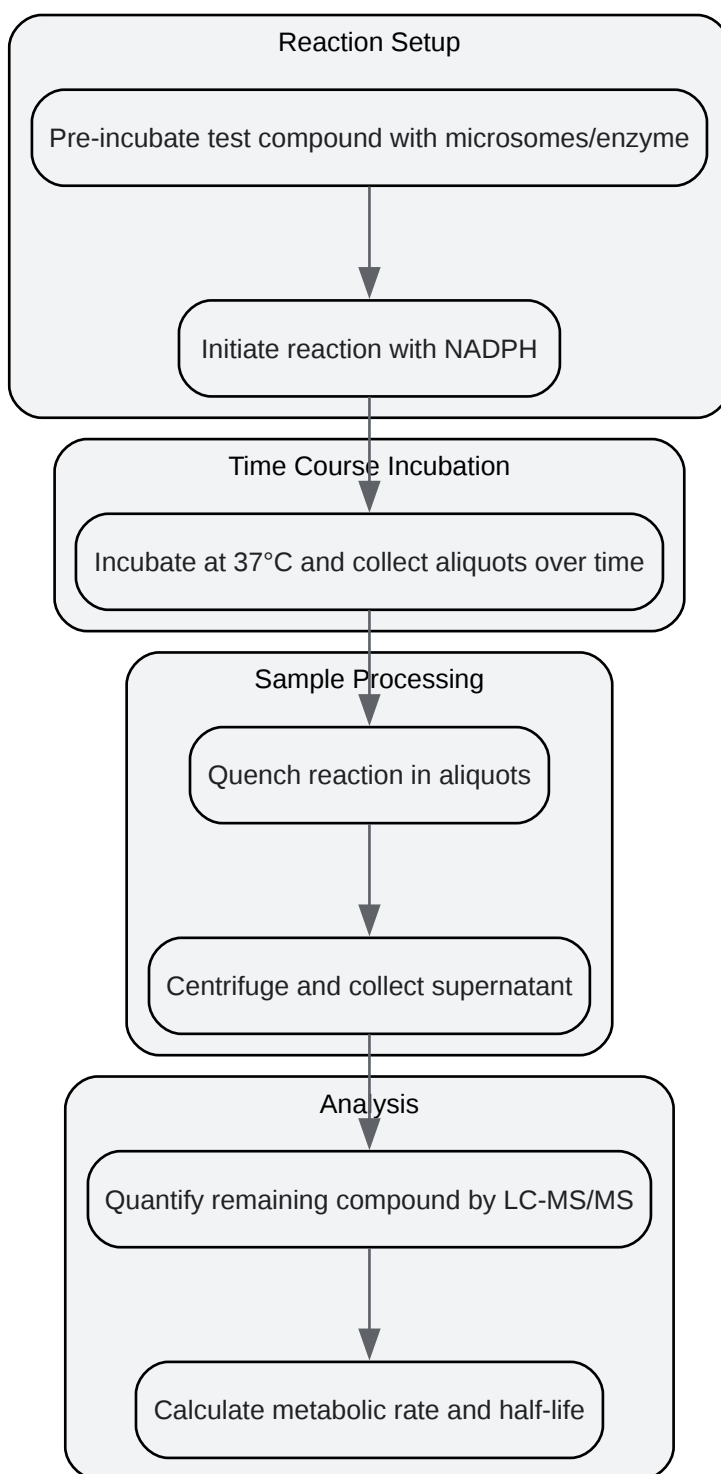 Reaction Setup
Pre-incubate test compound with microsomes/enzyme
Initiate reaction with NADPH
Time Course Incubation
Incubate at 37°C and collect aliquots over time
Sample Processing
Quench reaction in aliquots
Centrifuge and collect supernatant
Analysis
Quantify remaining compound by LC-MS/MS
Calculate metabolic rate and half-life